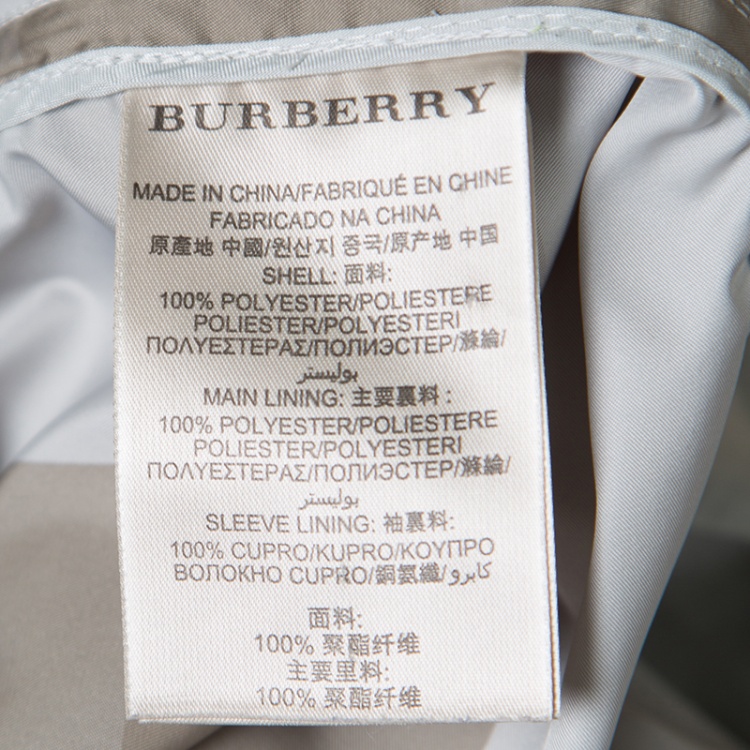 BURBERRY
MADE IN CHINA/FABRIQUÉ EN CHINE
FABRICADO NA CHINA
原產地 中國/원산지 중국/原产地 中国
SHELL: 面料:
100% POLYESTER/POLIESTERE
POLIESTER/POLYESTERI
ΠΟΛΥΕΣΤΕΡΑΣ/ПОЛИЭСТЕР/滌綸/
بوليستر
MAIN LINING: 主要裏料 :
100% POLYESTER/POLIESTERE
POLIESTER/POLYESTERI
ΠΟΛΥΕΣΤΕΡΑΣ/ПОЛИЭСТЕР/滌綸/
بوليستر
SLEEVE LINING: 袖裏料:
100% CUPRO/KUPRO/ΚΟΥΠΡΟ
ВОЛОКНО CUPRO/銅氨纖/كابرو
面料:
100% 聚酯纤维
主要里料:
100% 聚酯纤维